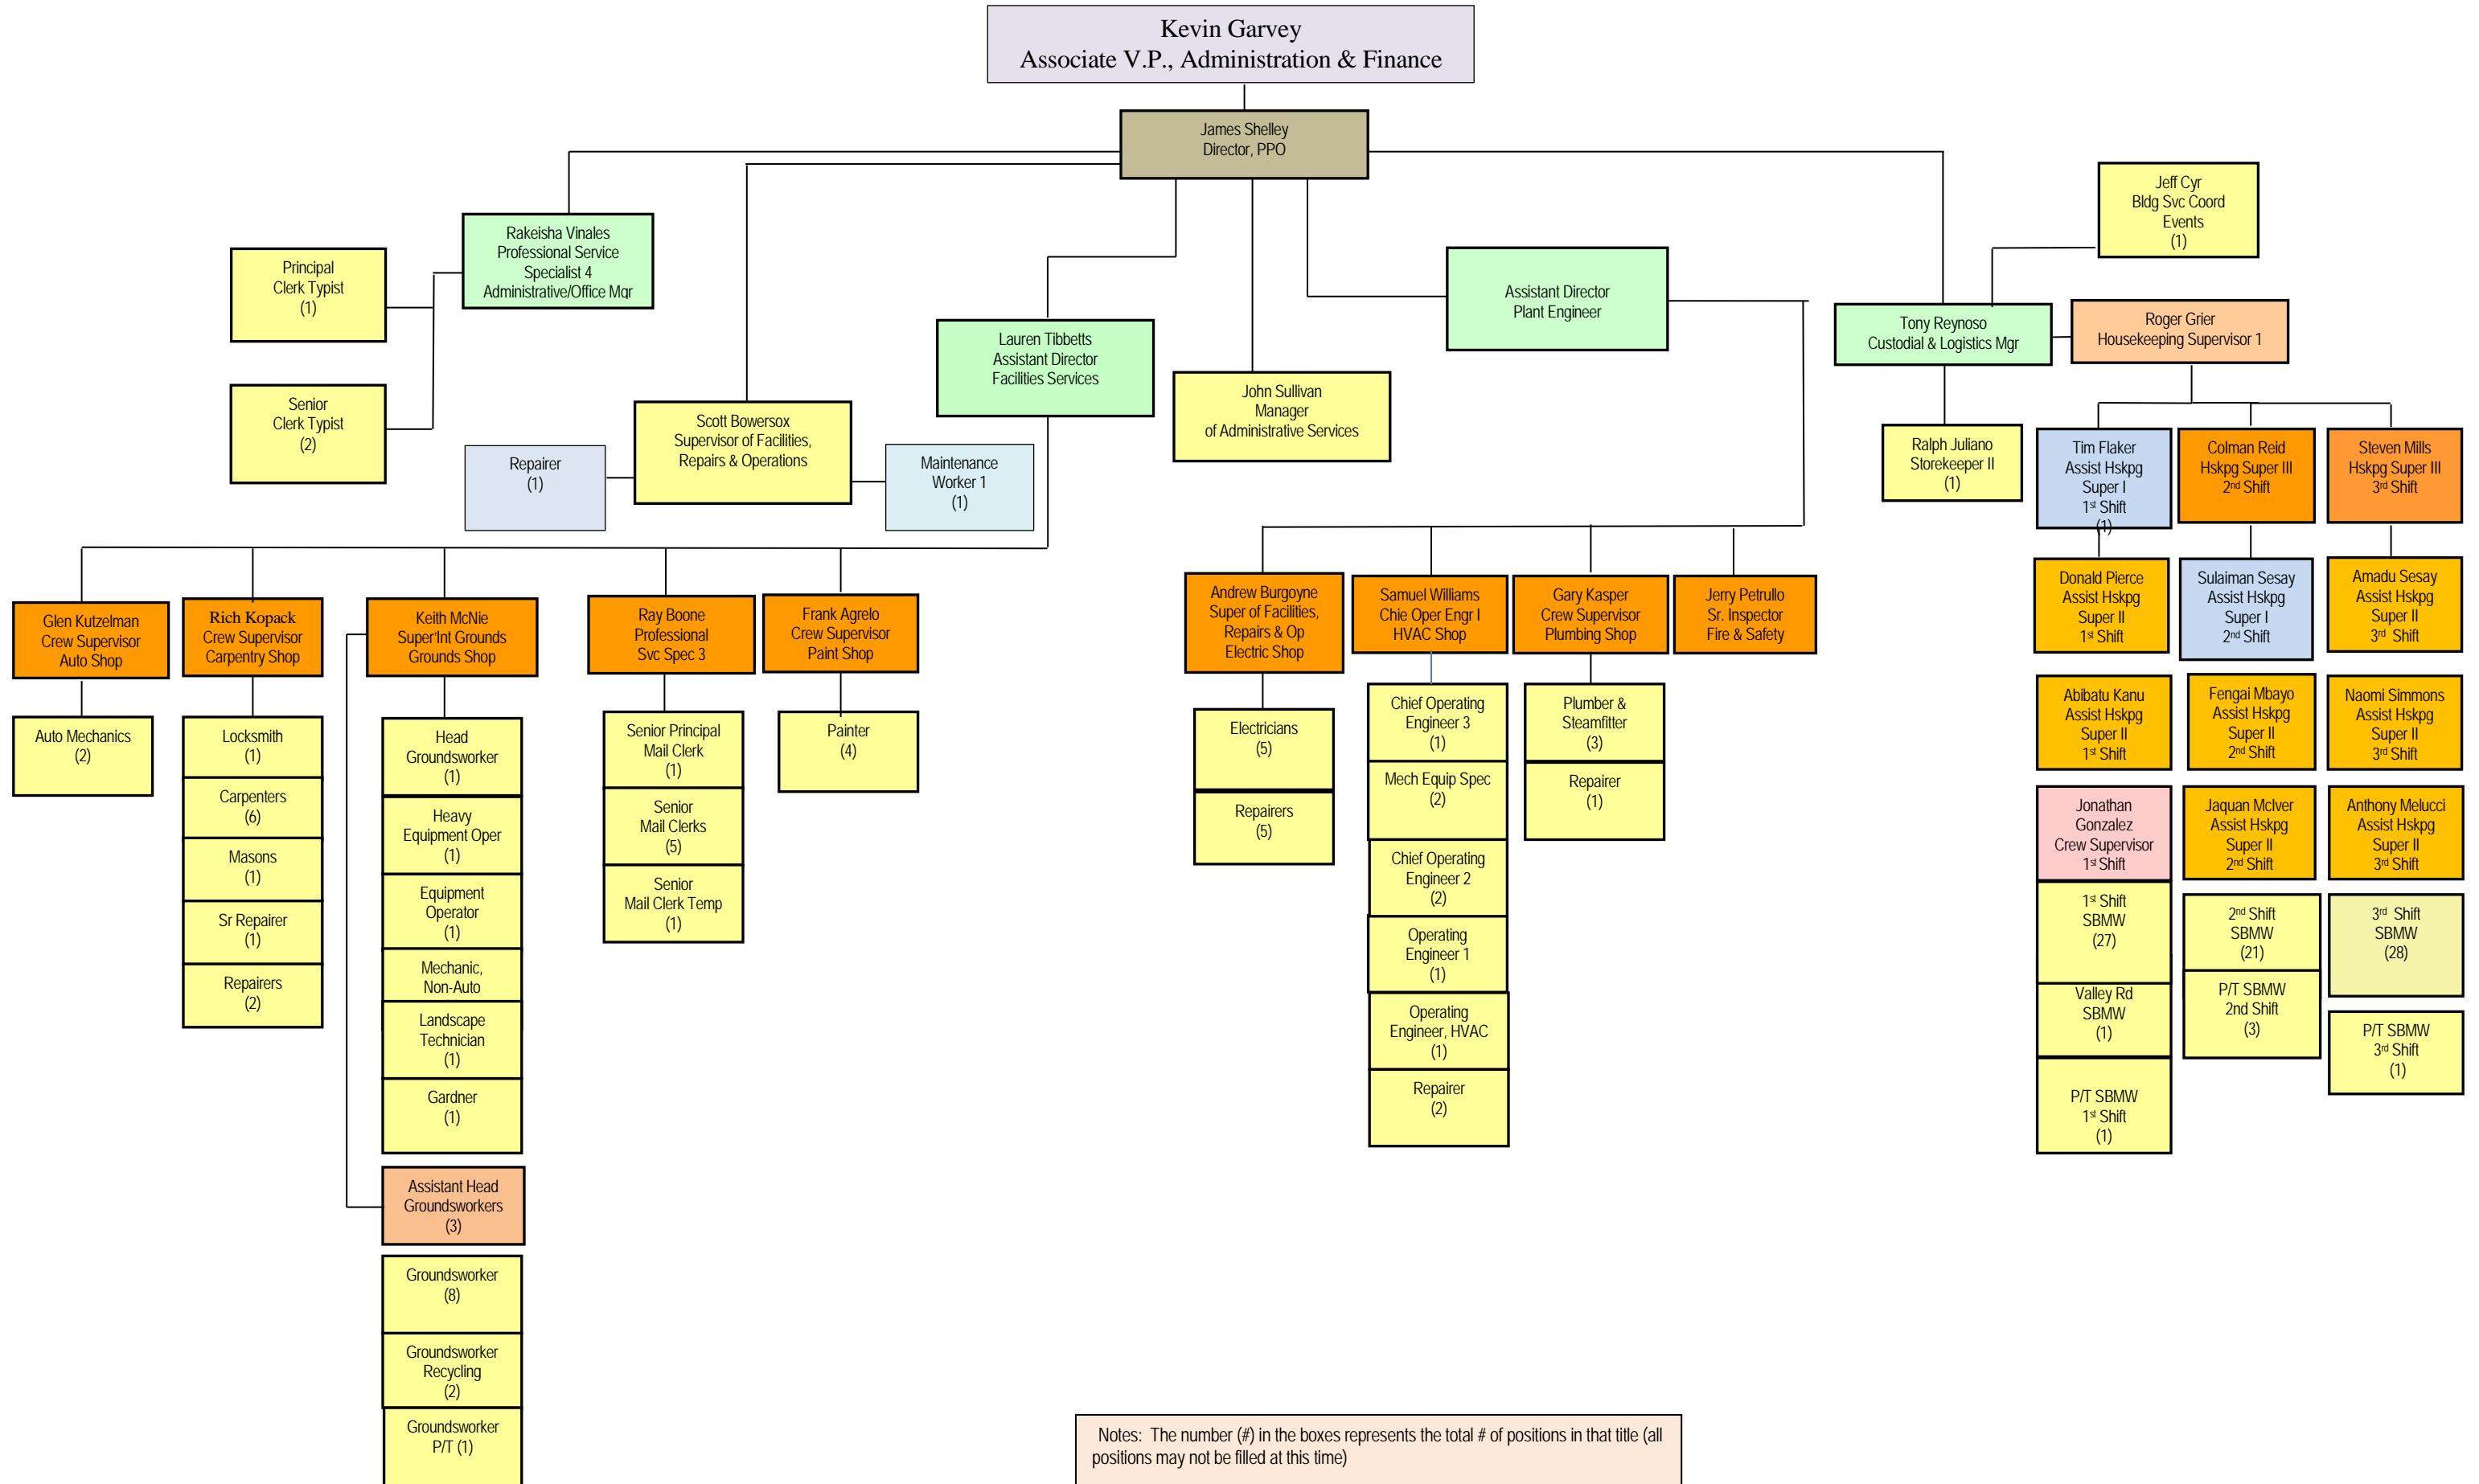 Kevin Garvey
Associate V.P., Administration & Finance
James Shelley
Director, PPO
Jeff Cyr
Bldg Svc Coord
Events
(1)
Rakeisha Vinales
Professional Service
Specialist 4
Administrative/Office Mgr
Principal
Clerk Typist
(1)
Senior
Clerk Typist
(2)
Scott Bowersox
Supervisor of Facilities,
Repairs & Operations
Repairer
(1)
Maintenance
Worker 1
(1)
Lauren Tibbetts
Assistant Director
Facilities Services
John Sullivan
Manager
of Administrative Services
Assistant Director
Plant Engineer
Tony Reynoso
Custodial & Logistics Mgr
Roger Grier
Housekeeping Supervisor 1
Ralph Juliano
Storekeeper II
(1)
Tim Flaker
Assist Hskpg
Super I
1st Shift
(1)
Colman Reid
Hskpg Super III
2nd Shift
Steven Mills
Hskpg Super III
3rd Shift
Glen Kutzelman
Crew Supervisor
Auto Shop
Rich Kopack
Crew Supervisor
Carpentry Shop
Keith McNie
Super'Int Grounds
Grounds Shop
Ray Boone
Professional
Svc Spec 3
Frank Agrelo
Crew Supervisor
Paint Shop
Andrew Burgoyne
Super of Facilities,
Repairs & Op
Electric Shop
Samuel Williams
Chie Oper Engr I
HVAC Shop
Gary Kasper
Crew Supervisor
Plumbing Shop
Jerry Petrullo
Sr. Inspector
Fire & Safety
Donald Pierce
Assist Hskpg
Super II
1st Shift
Sulaiman Sesay
Assist Hskpg
Super I
2nd Shift
Amadu Sesay
Assist Hskpg
Super II
3rd Shift
Auto Mechanics
(2)
Locksmith
(1)
Carpenters
(6)
Masons
(1)
Sr Repairer
(1)
Repairers
(2)
Head
Groundsworker
(1)
Heavy
Equipment Oper
(1)
Equipment
Operator
(1)
Mechanic,
Non-Auto
Landscape
Technician
(1)
Gardner
(1)
Assistant Head
Groundsworkers
(3)
Groundsworker
(8)
Groundsworker
Recycling
(2)
Groundsworker
P/T (1)
Senior Principal
Mail Clerk
(1)
Senior
Mail Clerks
(5)
Senior
Mail Clerk Temp
(1)
Painter
(4)
Electricians
(5)
Repairers
(5)
Chief Operating
Engineer 3
(1)
Mech Equip Spec
(2)
Chief Operating
Engineer 2
(2)
Operating
Engineer 1
(1)
Operating
Engineer, HVAC
(1)
Repairer
(2)
Plumber &
Steamfitter
(3)
Repairer
(1)
Abibatu Kanu
Assist Hskpg
Super II
1st Shift
Fengai Mbayo
Assist Hskpg
Super II
2nd Shift
Naomi Simmons
Assist Hskpg
Super II
3rd Shift
Jonathan
Gonzalez
Crew Supervisor
1st Shift
Jaquan McIver
Assist Hskpg
Super II
2nd Shift
Anthony Melucci
Assist Hskpg
Super II
3rd Shift
1st Shift
SBMW
(27)
Valley Rd
SBMW
(1)
P/T SBMW
1st Shift
(1)
2nd Shift
SBMW
(21)
P/T SBMW
2nd Shift
(3)
3rd Shift
SBMW
(28)
P/T SBMW
3rd Shift
(1)
Notes: The number (#) in the boxes represents the total # of positions in that title (all
positions may not be filled at this time)